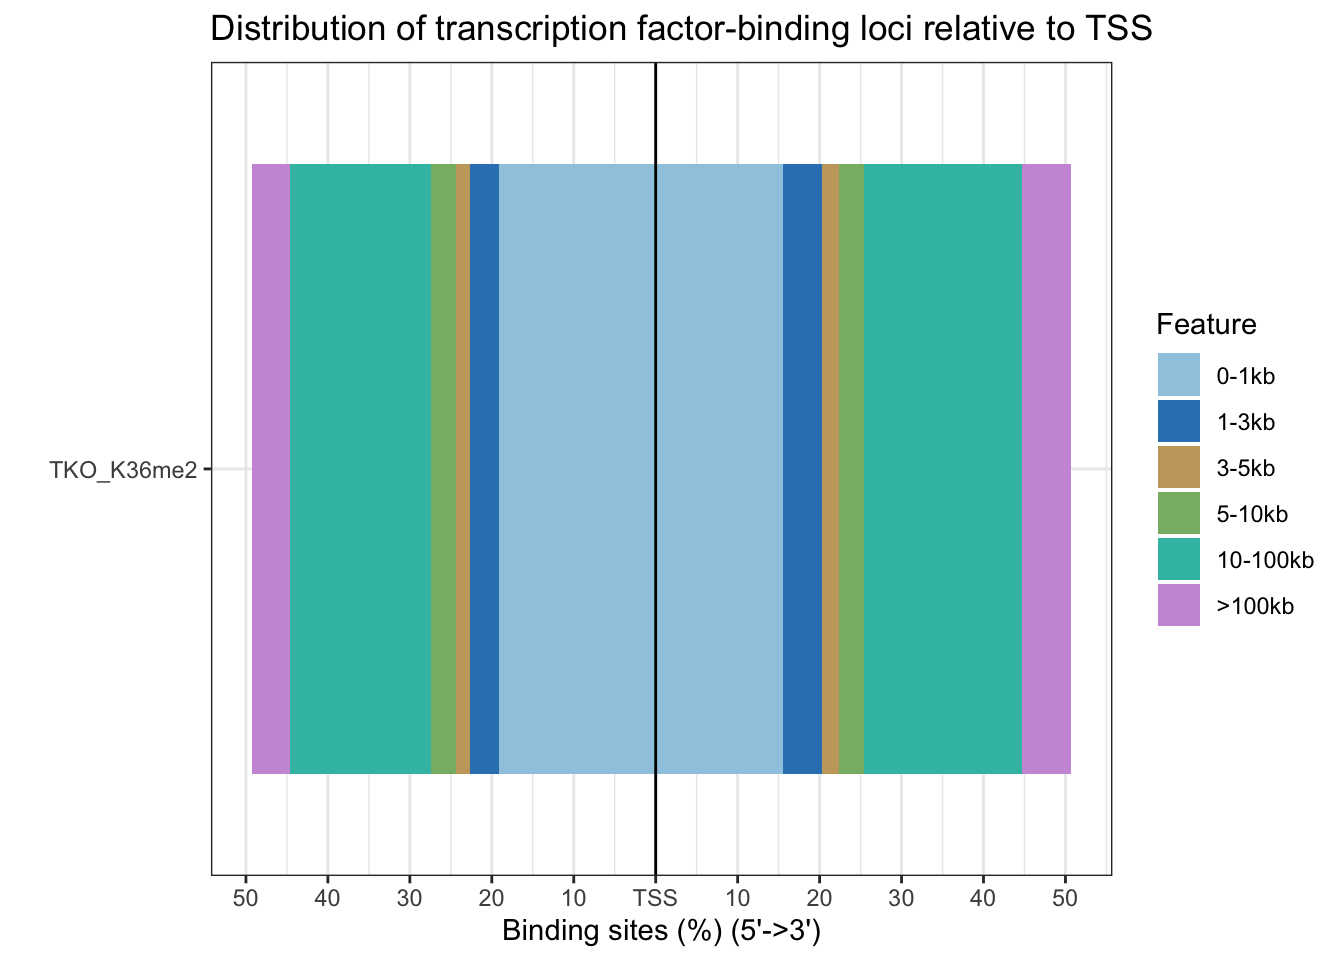 Distribution of transcription factor-binding loci relative to TSS
TKO_K36me2
50 40 30 20 10 TSS 10 20 30 40 50
Binding sites (%) (5'->3')
Feature
0-1kb
1-3kb
3-5kb
5-10kb
10-100kb
>100kb